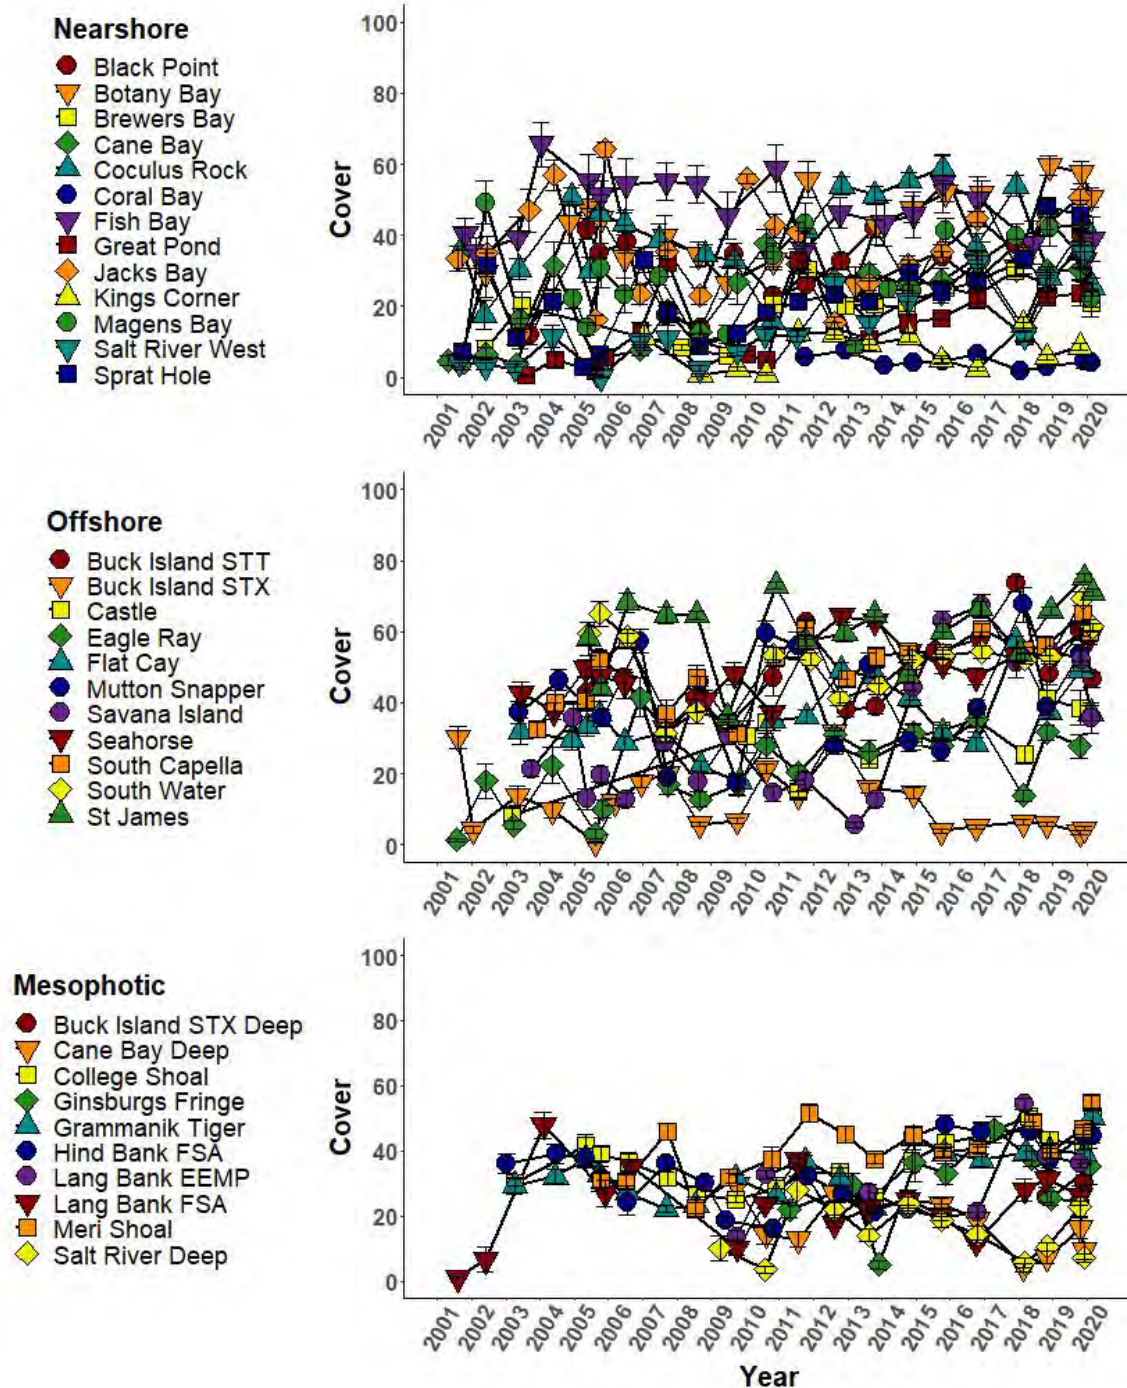 Nearshore
Black Point
Botany Bay
Brewers Bay
Cane Bay
Coculus Rock
Coral Bay
Fish Bay
Great Pond
Jacks Bay
Kings Corner
Magens Bay
Salt River West
Sprat Hole
Cover
100
80
60
40
20
0
2001 2002 2003 2004 2005 2006 2007 2008 2009 2010 2011 2012 2013 2014 2015 2016 2017 2018 2019 2020
Offshore
Buck Island STT
Buck Island STX
Castle
Eagle Ray
Flat Cay
Mutton Snapper
Savana Island
Seahorse
South Capella
South Water
St James
Cover
100
80
60
40
20
0
2001 2002 2003 2004 2005 2006 2007 2008 2009 2010 2011 2012 2013 2014 2015 2016 2017 2018 2019 2020
Mesophotic
Buck Island STX Deep
Cane Bay Deep
College Shoal
Ginsburgs Fringe
Grammanik Tiger
Hind Bank FSA
Lang Bank EEMP
Lang Bank FSA
Meri Shoal
Salt River Deep
Cover
100
80
60
40
20
0
2001 2002 2003 2004 2005 2006 2007 2008 2009 2010 2011 2012 2013 2014 2015 2016 2017 2018 2019 2020
Year